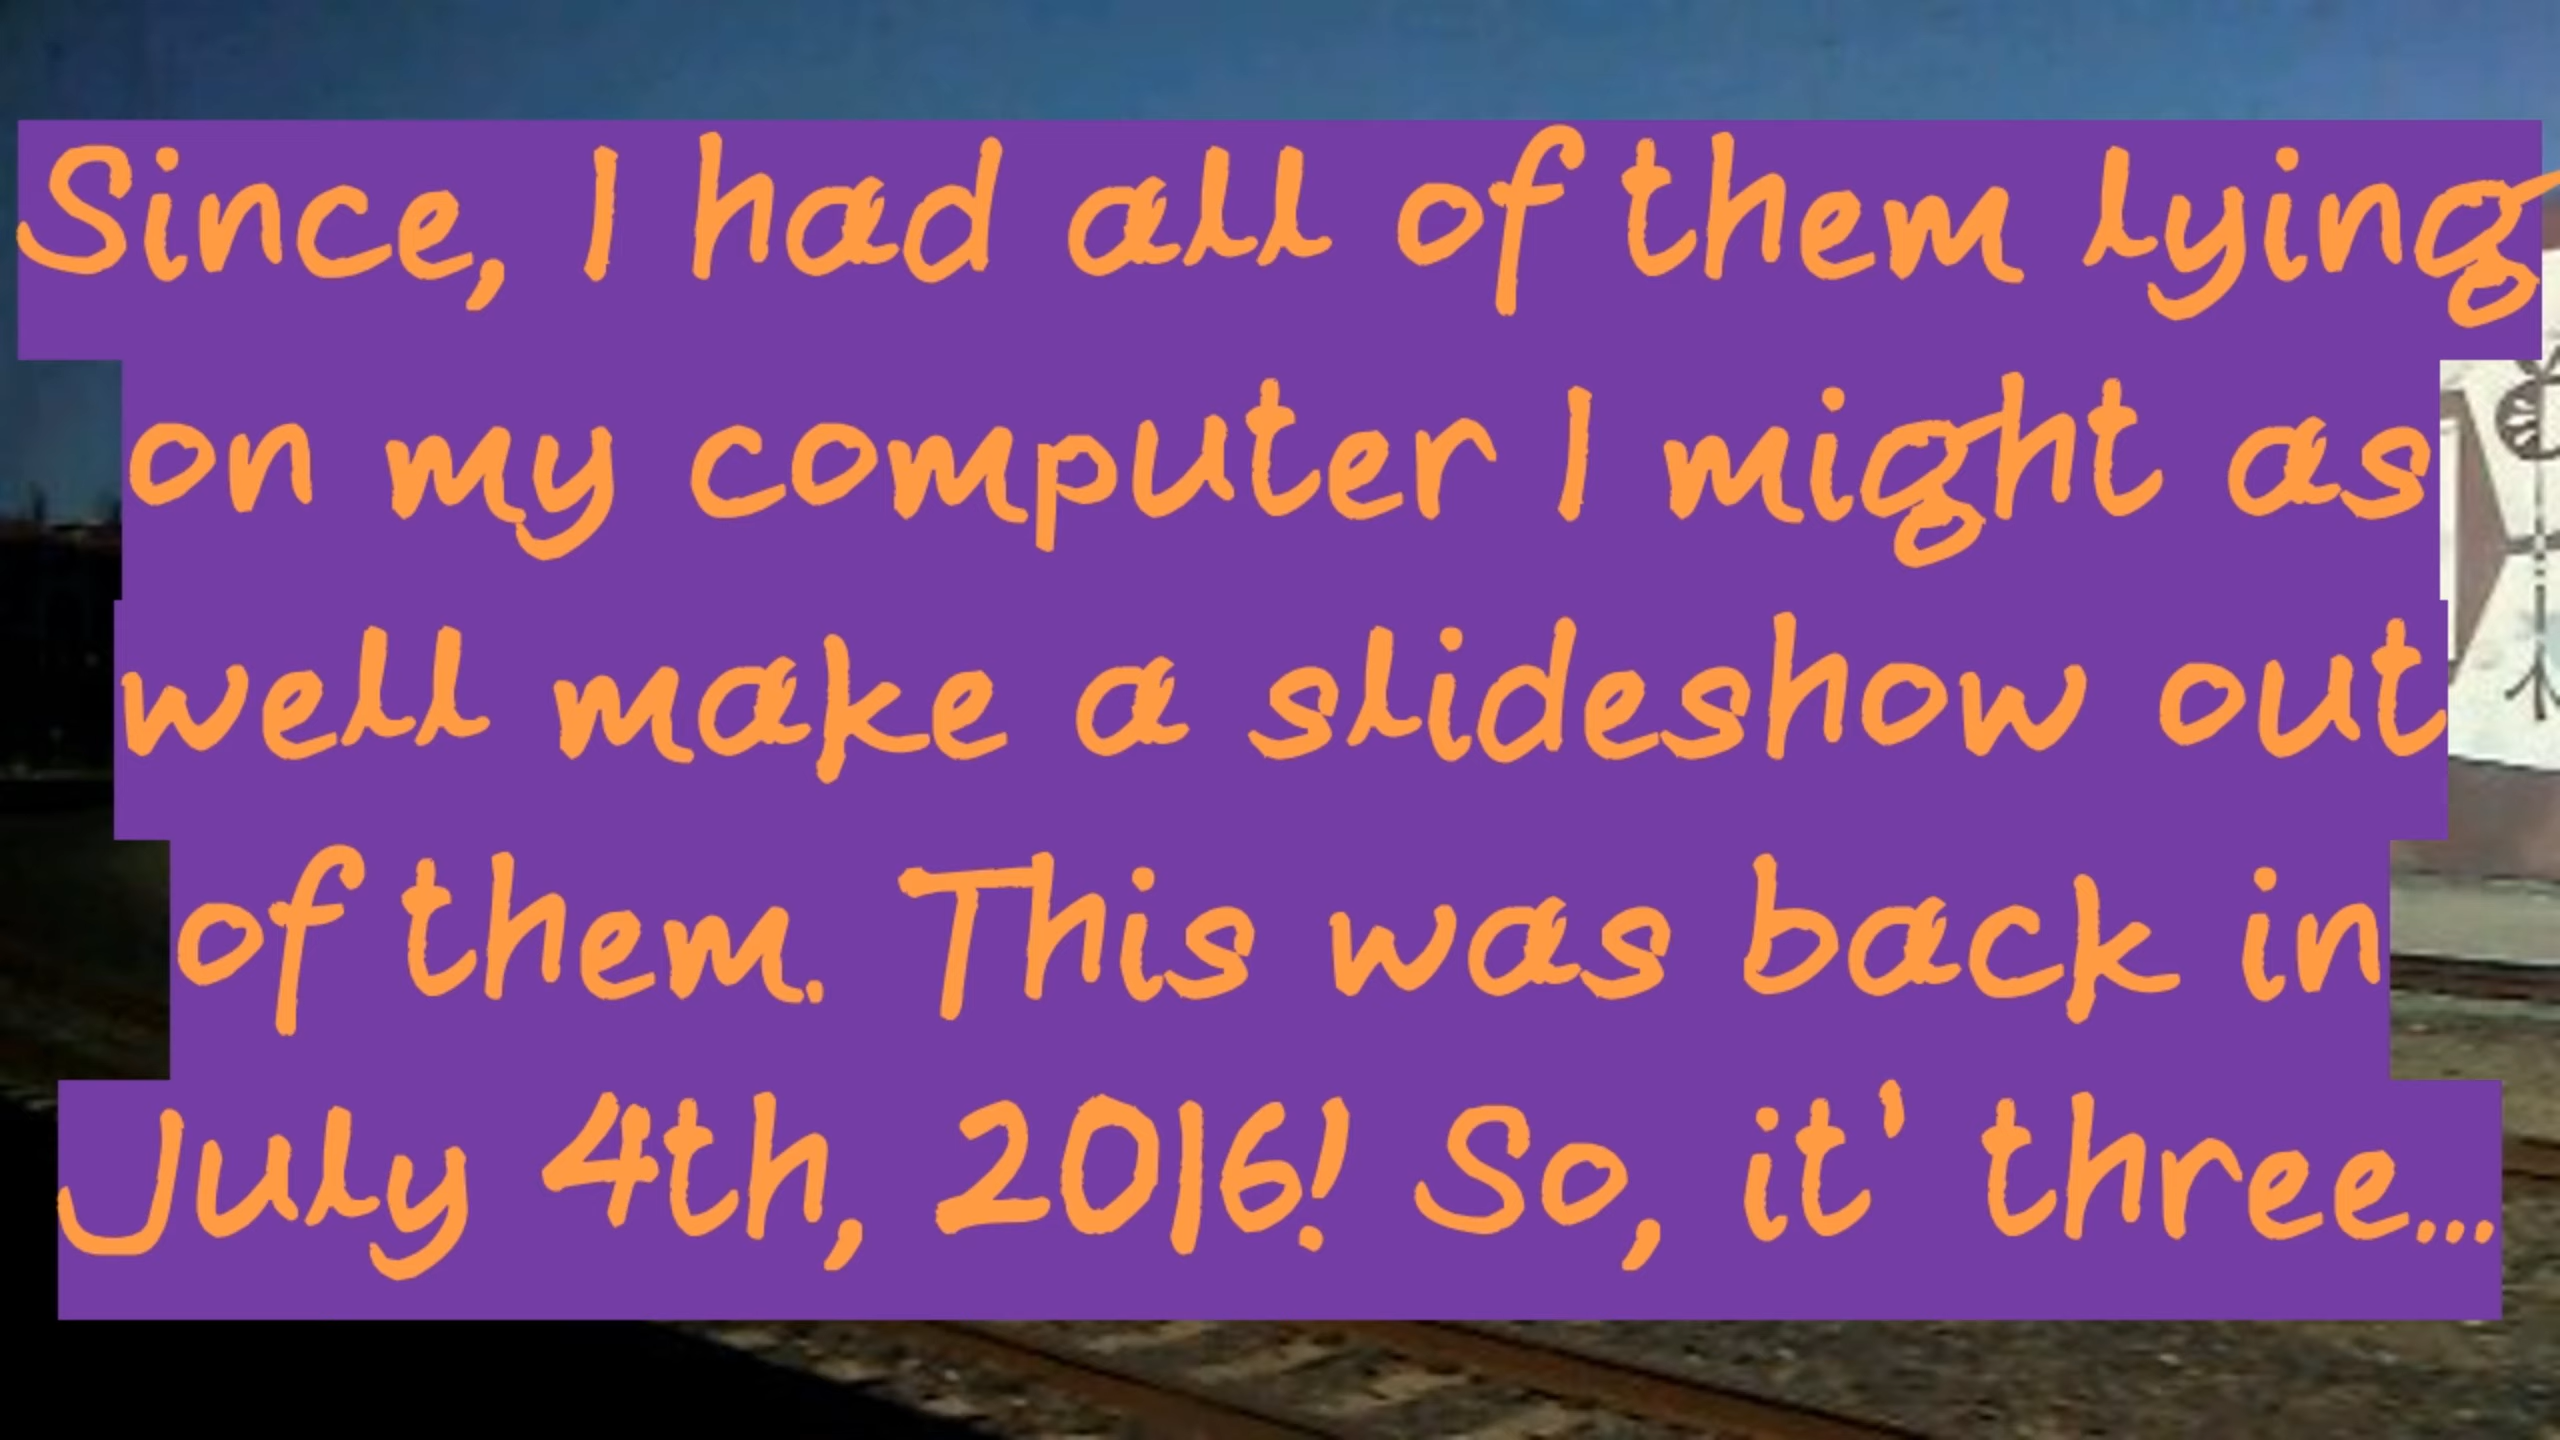 Since, I had all of them lying
on my computer I might as
well make a slideshow out
of them. This was back in
July 4th, 2016! So, it' three...